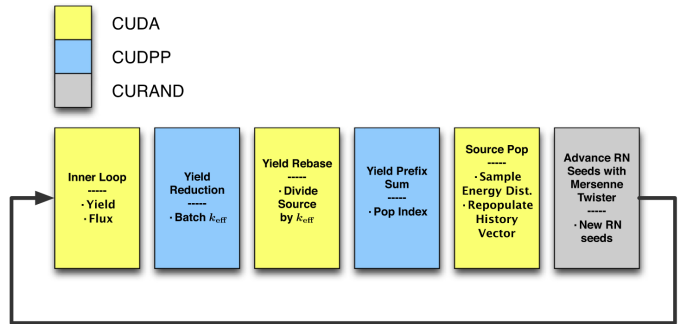 CUDA
CUDPP
CURAND
Inner Loop
-----
· Yield
· Flux
Yield
Reduction
-----
· Batch k_eff
Yield Rebase
-----
· Divide
Source
by k_eff
Yield Prefix
Sum
-----
· Pop Index
Source Pop
-----
· Sample
Energy Dist.
· Repopulate
History
Vector
Advance RN
Seeds with
Mersenne
Twister
-----
· New RN
seeds